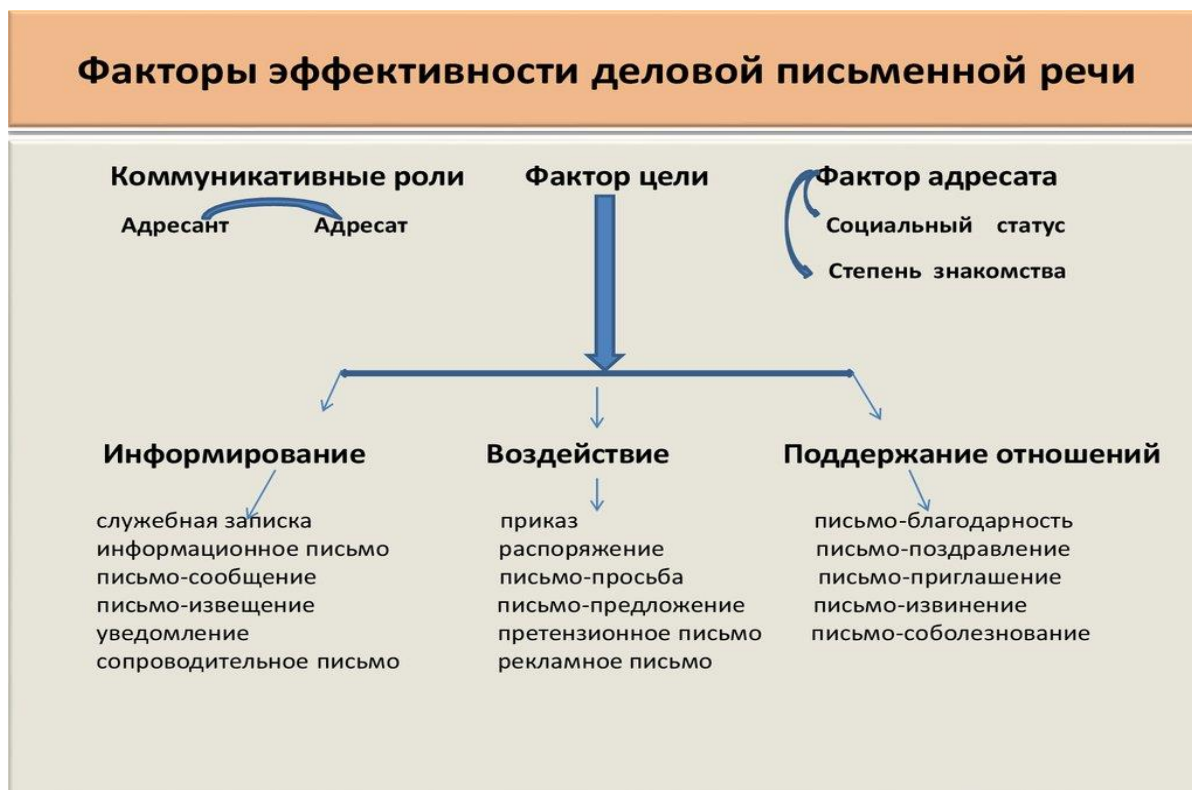 Факторы эффективности деловой письменной речи
Коммуникативные роли
Адресант Адресат
Фактор цели
Фактор адресата
Социальный статус
Степень знакомства
Информирование
служебная записка
информационное письмо
письмо-сообщение
письмо-извещение
уведомление
сопроводительное письмо
Воздействие
приказ
распоряжение
письмо-просьба
письмо-предложение
претензионное письмо
рекламное письмо
Поддержание отношений
письмо-благодарность
письмо-поздравление
письмо-приглашение
письмо-извинение
письмо-соболезнование